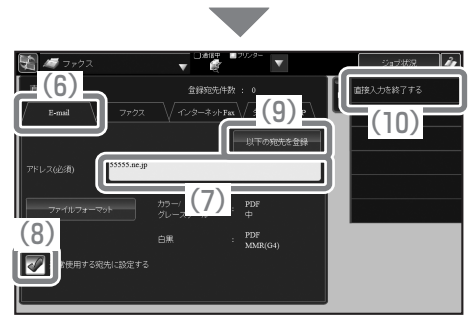 ファクス
通信中
プリンター
ジョブ状況
(6)
登録宛先件数 : 0
直接入力を終了する
(9)
(10)
E-mail
ファクス
インターネットFax
以下の宛先を登録
アドレス(必須)
55555.ne.jp
(7)
ファイルフォーマット
カラー/
グレースケール : PDF
中
(8)
白黒 : PDF
MMR(G4)
使用する宛先に設定する